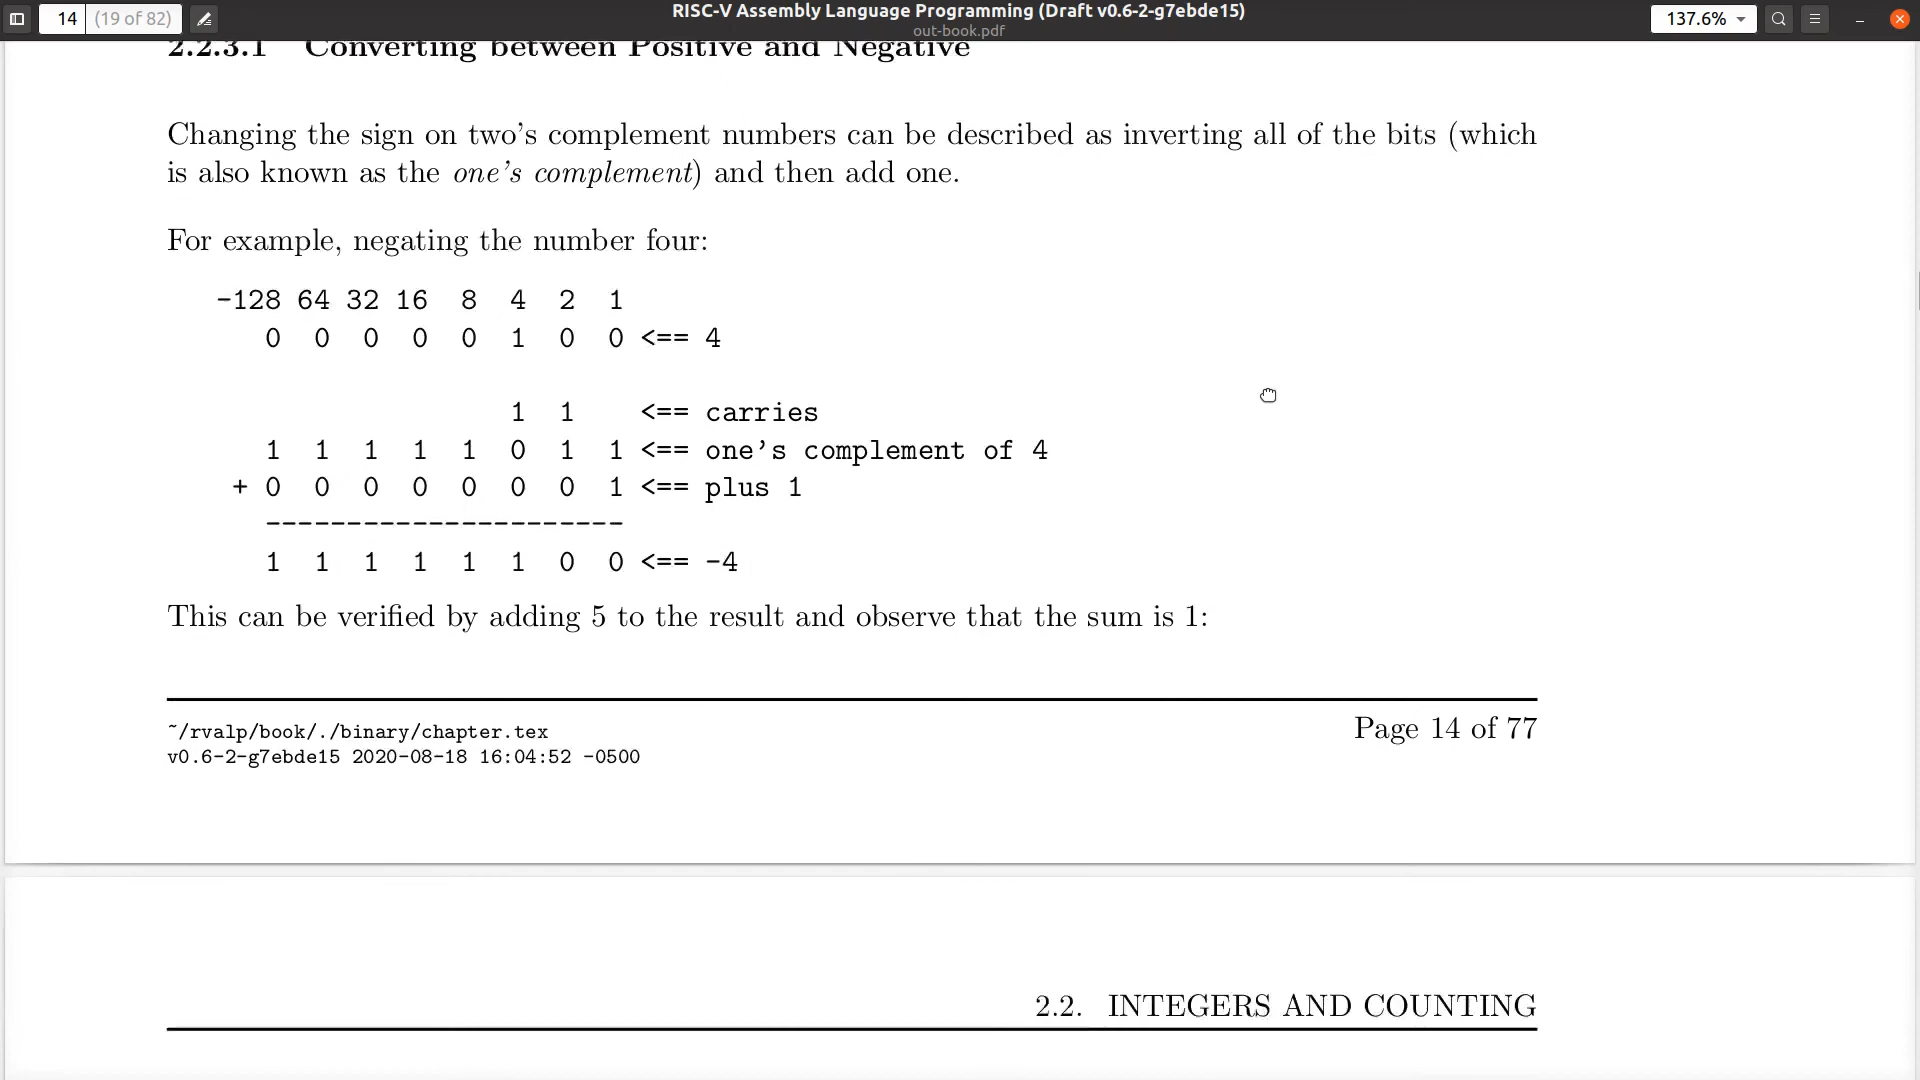 14 (19 of 82) RISC-V Assembly Language Programming (Draft v0.6-2-g7ebde15) 137.6%
out-book.pdf
2.2.3.1 Converting between Positive and Negative
Changing the sign on two’s complement numbers can be described as inverting all of the bits (which
is also known as the one’s complement) and then add one.
For example, negating the number four:
-128 64 32 16 8 4 2 1
0 0 0 0 0 1 0 0 <== 4
1 1 <== carries
1 1 1 1 1 0 1 1 <== one’s complement of 4
+ 0 0 0 0 0 0 0 1 <== plus 1
----------------------
1 1 1 1 1 1 0 0 <== -4
This can be verified by adding 5 to the result and observe that the sum is 1:
~/rvalp/book/./binary/chapter.tex Page 14 of 77
v0.6-2-g7ebde15 2020-08-18 16:04:52 -0500
2.2. INTEGERS AND COUNTING